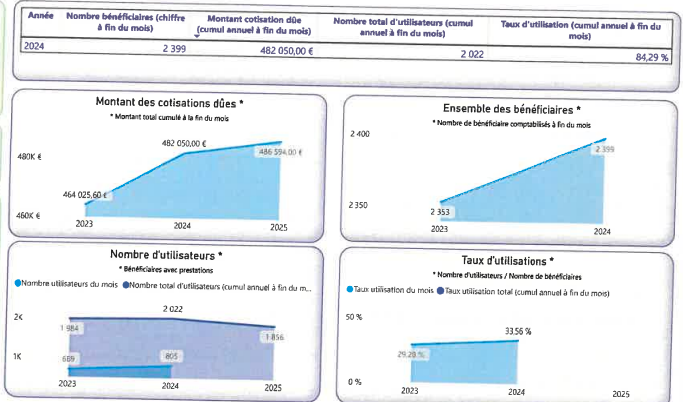 Année Nombre bénéficiaires (chiffre à fin du mois) Montant cotisation dûe (cumul annuel à fin du mois) Nombre total d'utilisateurs (cumul annuel à fin du mois) Taux d'utilisation (cumul annuel à fin du mois)
2024 2 399 482 050,00 € 2 022 84,29 %
Montant des cotisations dûes *
* Montant total cumulé à la fin du mois
480K €
460K €
464 025,60 €
482 050,00 €
486 594,00 €
2023 2024 2025
Ensemble des bénéficiaires *
* Nombre de bénéficiaire comptabilisés à fin du mois
2 400
2 350
2 353
2 399
2023 2024
Nombre d'utilisateurs *
* Bénéficiaires avec prestations
Nombre utilisateurs du mois Nombre total d'utilisateurs (cumul annuel à fin du m...
2K
1K
1 984
2 022
1 856
669
805
2023 2024 2025
Taux d'utilisations *
* Nombre d'utilisateurs / Nombre de bénéficiaires
Taux utilisation du mois Taux utilisation total (cumul annuel à fin du mois)
50 %
0 %
29,28 %
33,56 %
2023 2024 2025